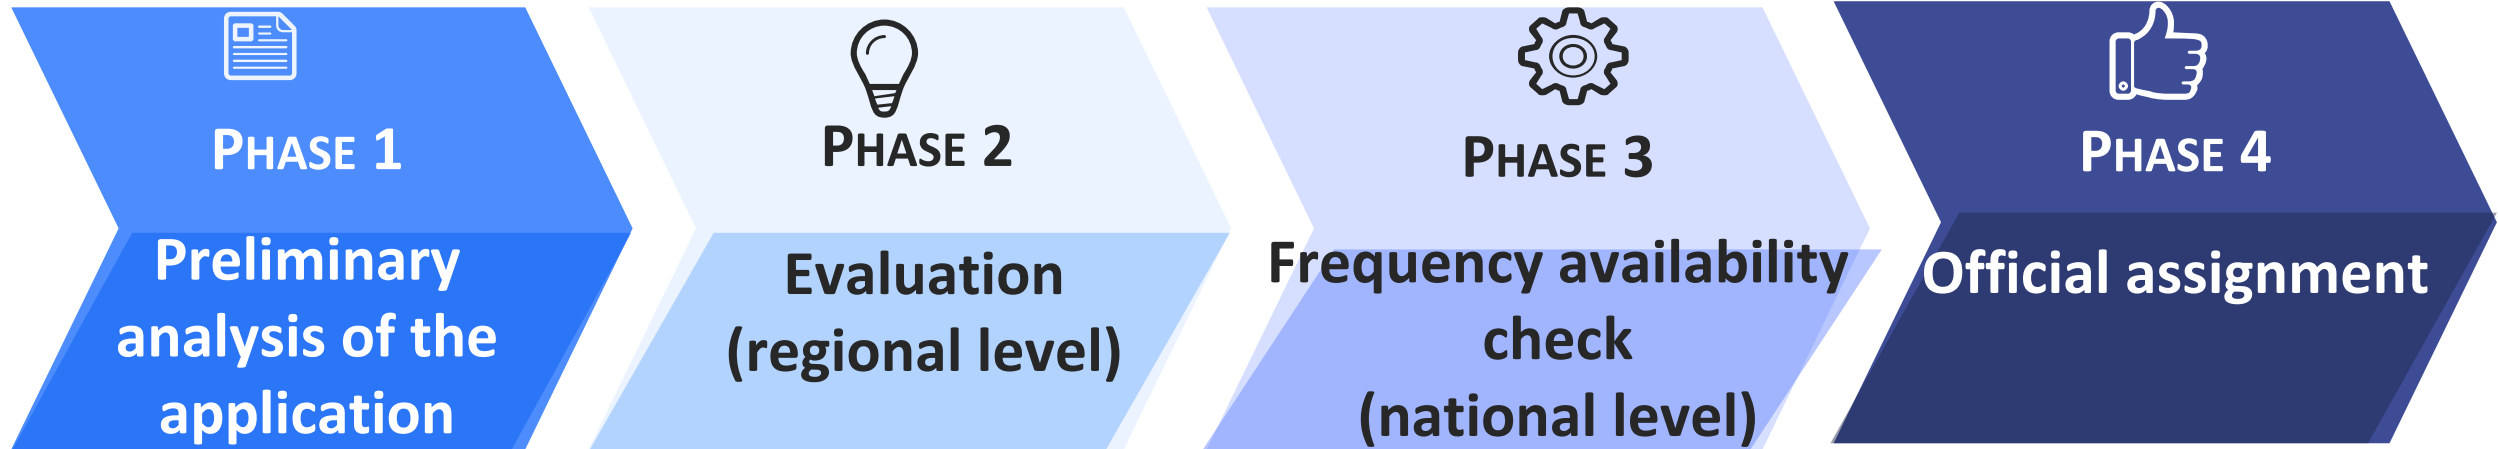 Phase 1
Preliminary
analysis of the
application
Phase 2
Evaluation
(regional level)
Phase 3
Frequency availability
check
(national level)
Phase 4
Official assignment